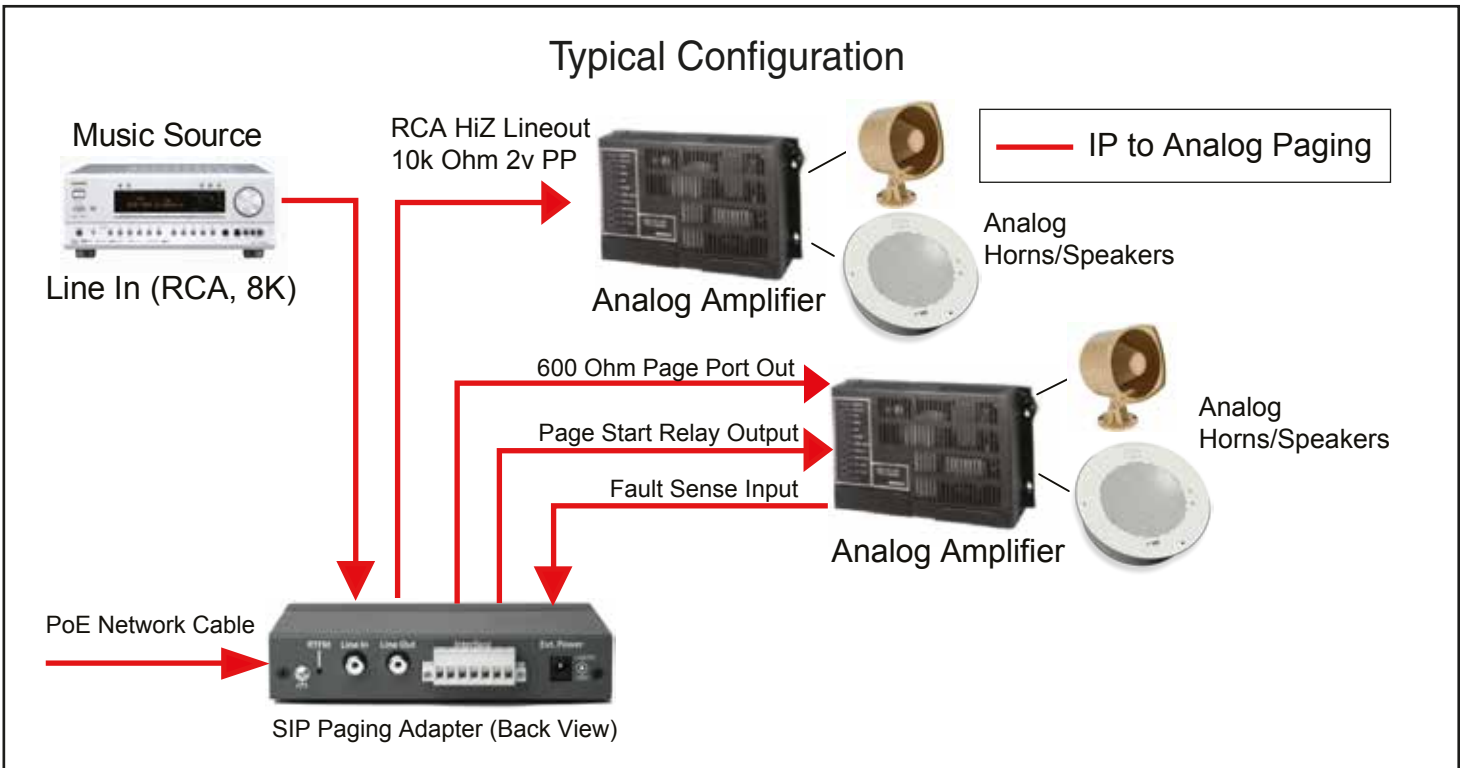 Typical Configuration
Music Source
Line In (RCA, 8K)
RCA HiZ Lineout
10k Ohm 2v PP
Analog Amplifier
Analog
Horns/Speakers
IP to Analog Paging
600 Ohm Page Port Out
Page Start Relay Output
Fault Sense Input
Analog Amplifier
Analog
Horns/Speakers
PoE Network Cable
RTFM
Line In
Line Out
Interface
Ext. Power
SIP Paging Adapter (Back View)